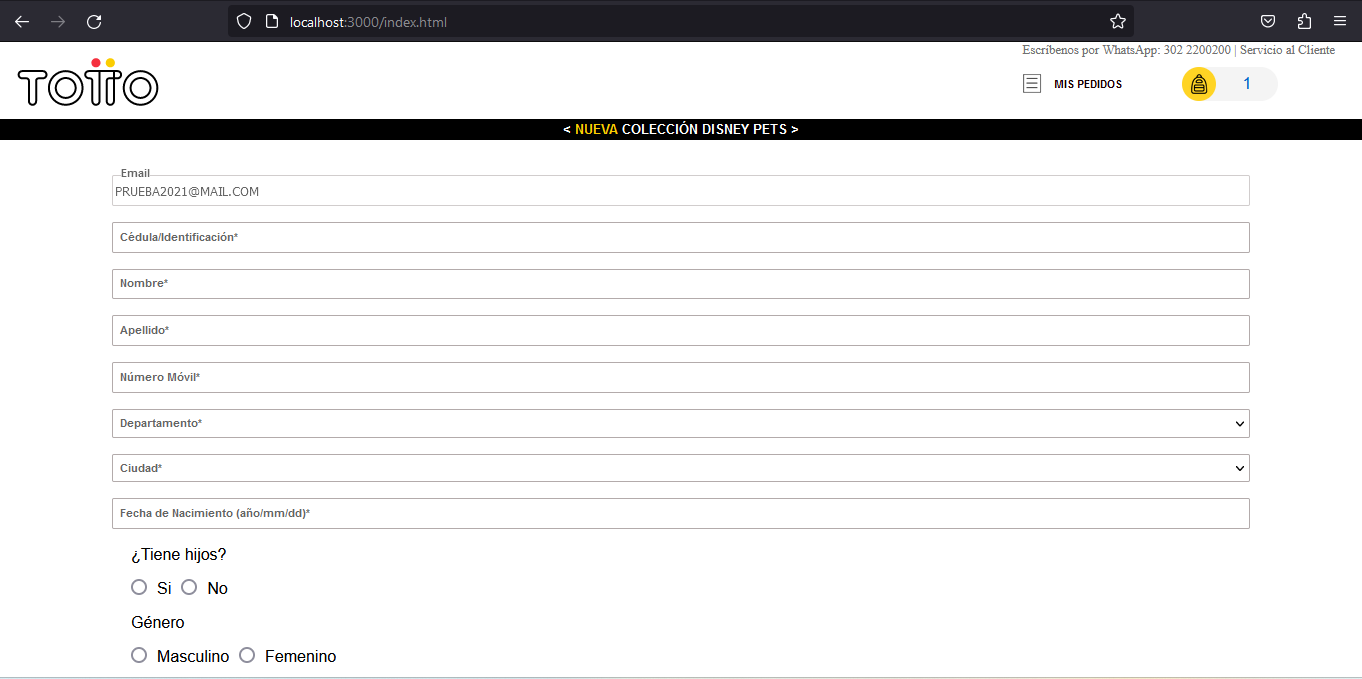 localhost:3000/index.html
Escríbenos por WhatsApp: 302 2200200 | Servicio al Cliente
TOTTO
MIS PEDIDOS
1
< NUEVA COLECCIÓN DISNEY PETS >
Email
PRUEBA2021@MAIL.COM
Cédula/Identificación*
Nombre*
Apellido*
Número Móvil*
Departamento*
Ciudad*
Fecha de Nacimiento (año/mm/dd)*
¿Tiene hijos?
Si No
Género
Masculino Femenino